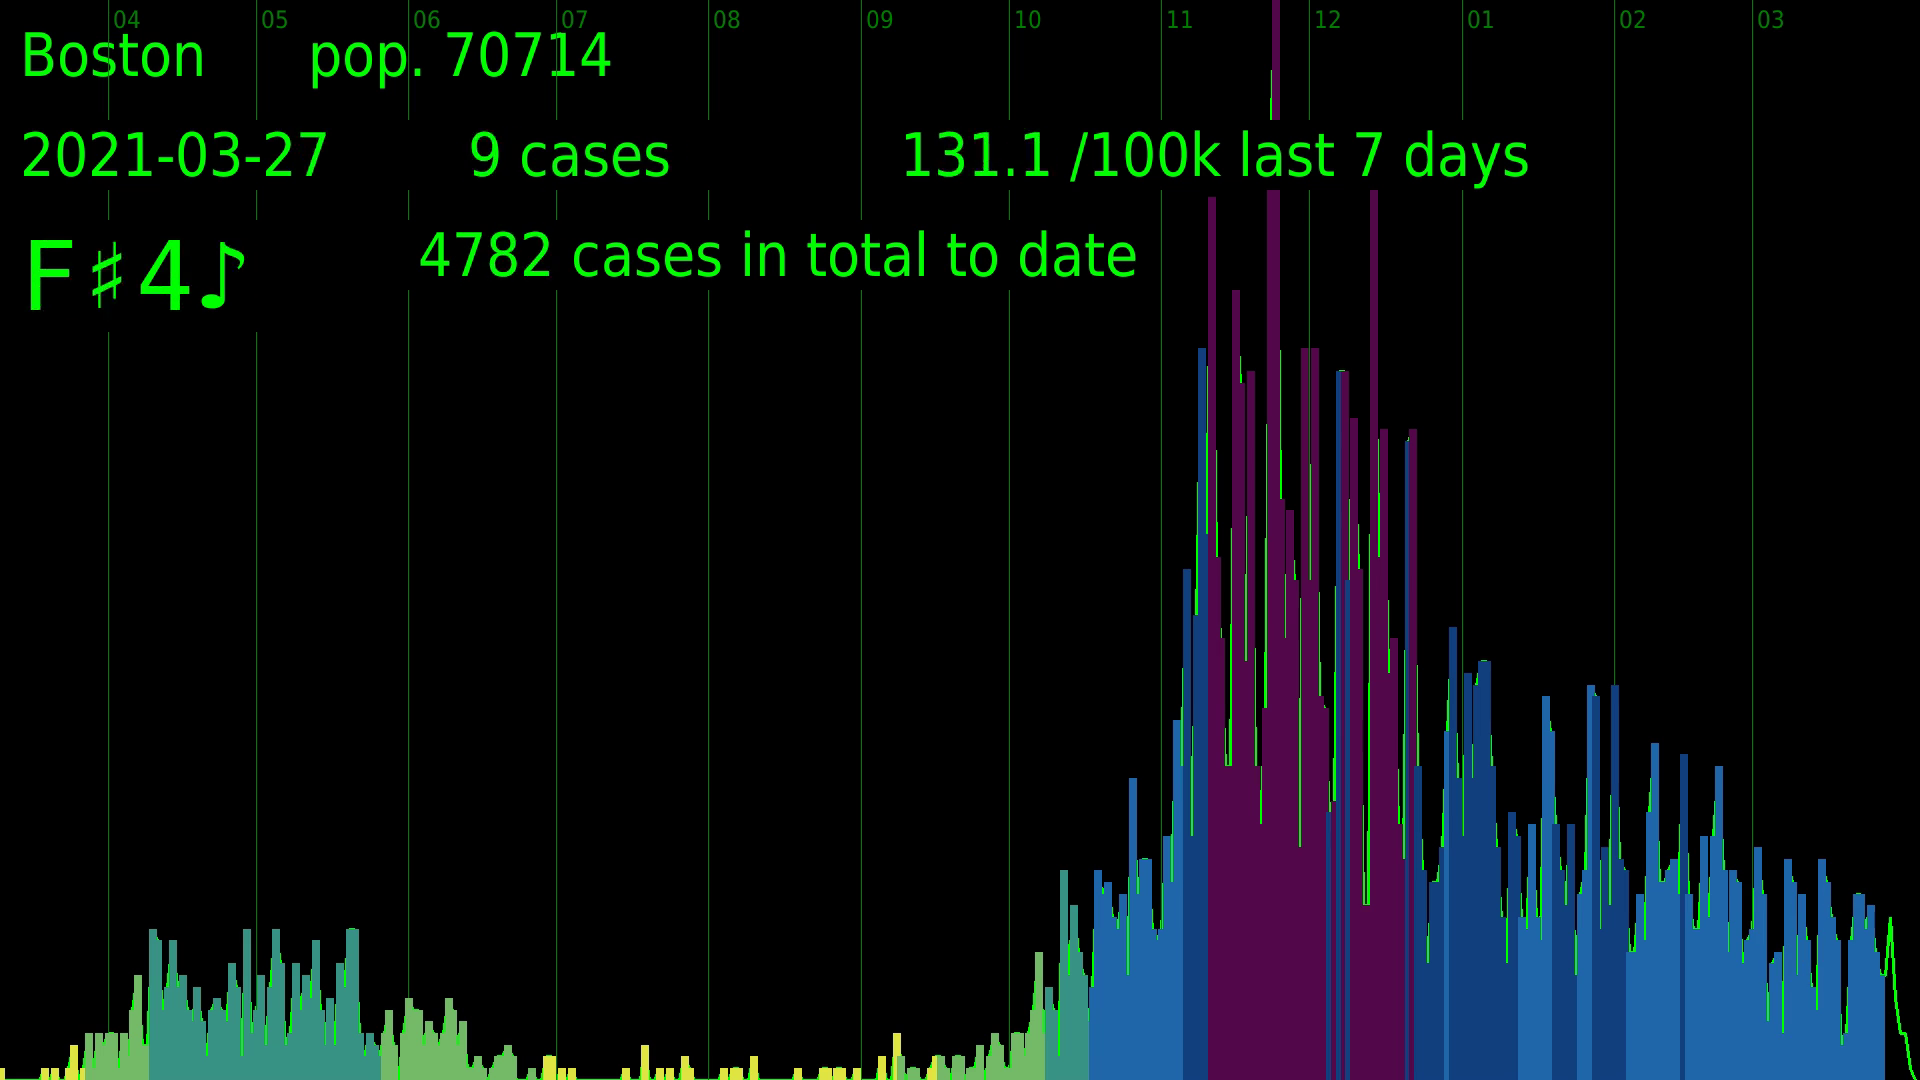 04 05 06 07 08 09 10 11 12 01 02 03
Boston pop. 70714
2021-03-27 9 cases 131.1 /100k last 7 days
F♯4♪ 4782 cases in total to date